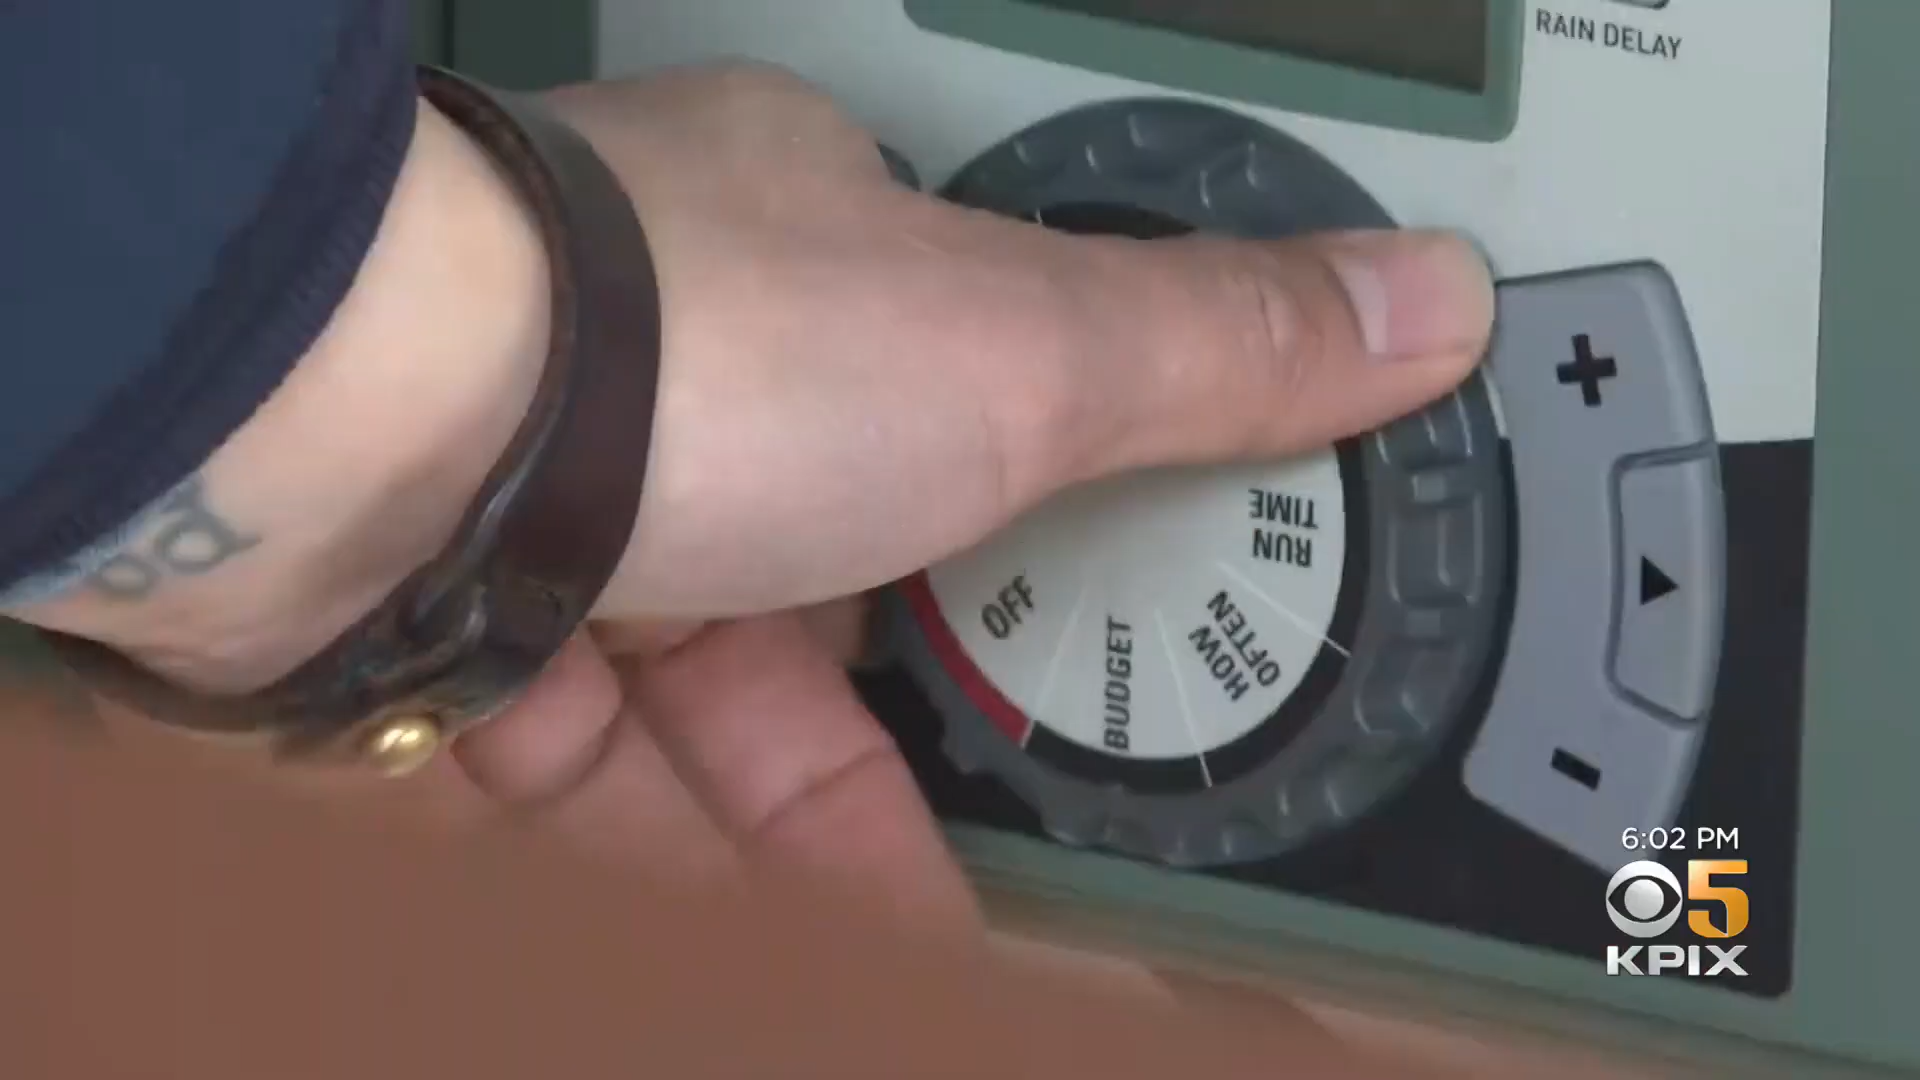 RAIN DELAY
RUN
TIME
HOW
OFTEN
BUDGET
OFF
6:02 PM
5
KPIX